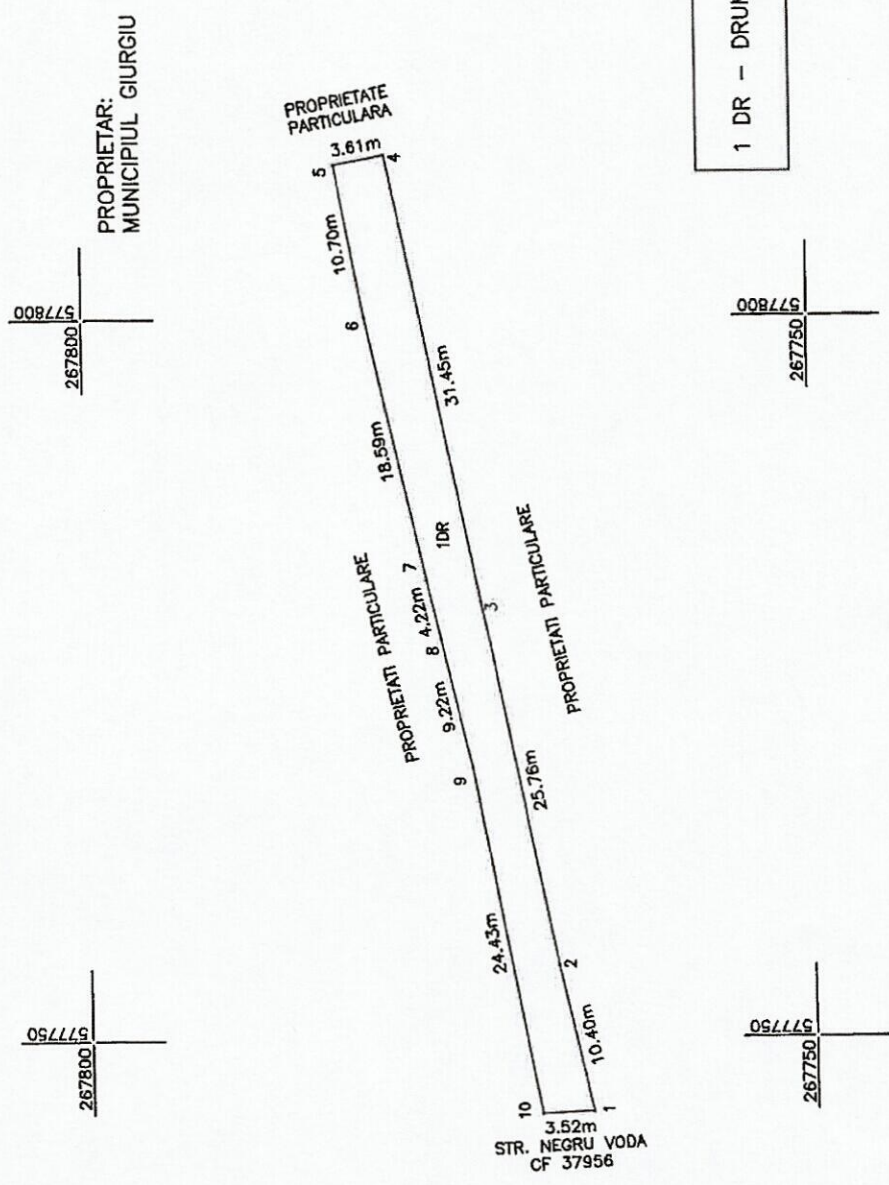 PROPRIETAR:
MUNICIPIUL GIURGIU
577800
267800
PROPRIETATE
PARTICULARA
3.61m
5
4
10.70m
6
18.59m
31.45m
1 DR – DRUM
577800
267750
PROPRIETATI PARTICULARE
7
1DR
4.22m
8
3
PROPRIETATI PARTICULARE
9.22m
9
25.76m
24.43m
2
10.40m
577750
267800
577750
267750
10
1
3.52m
STR. NEGRU VODA
CF 37956